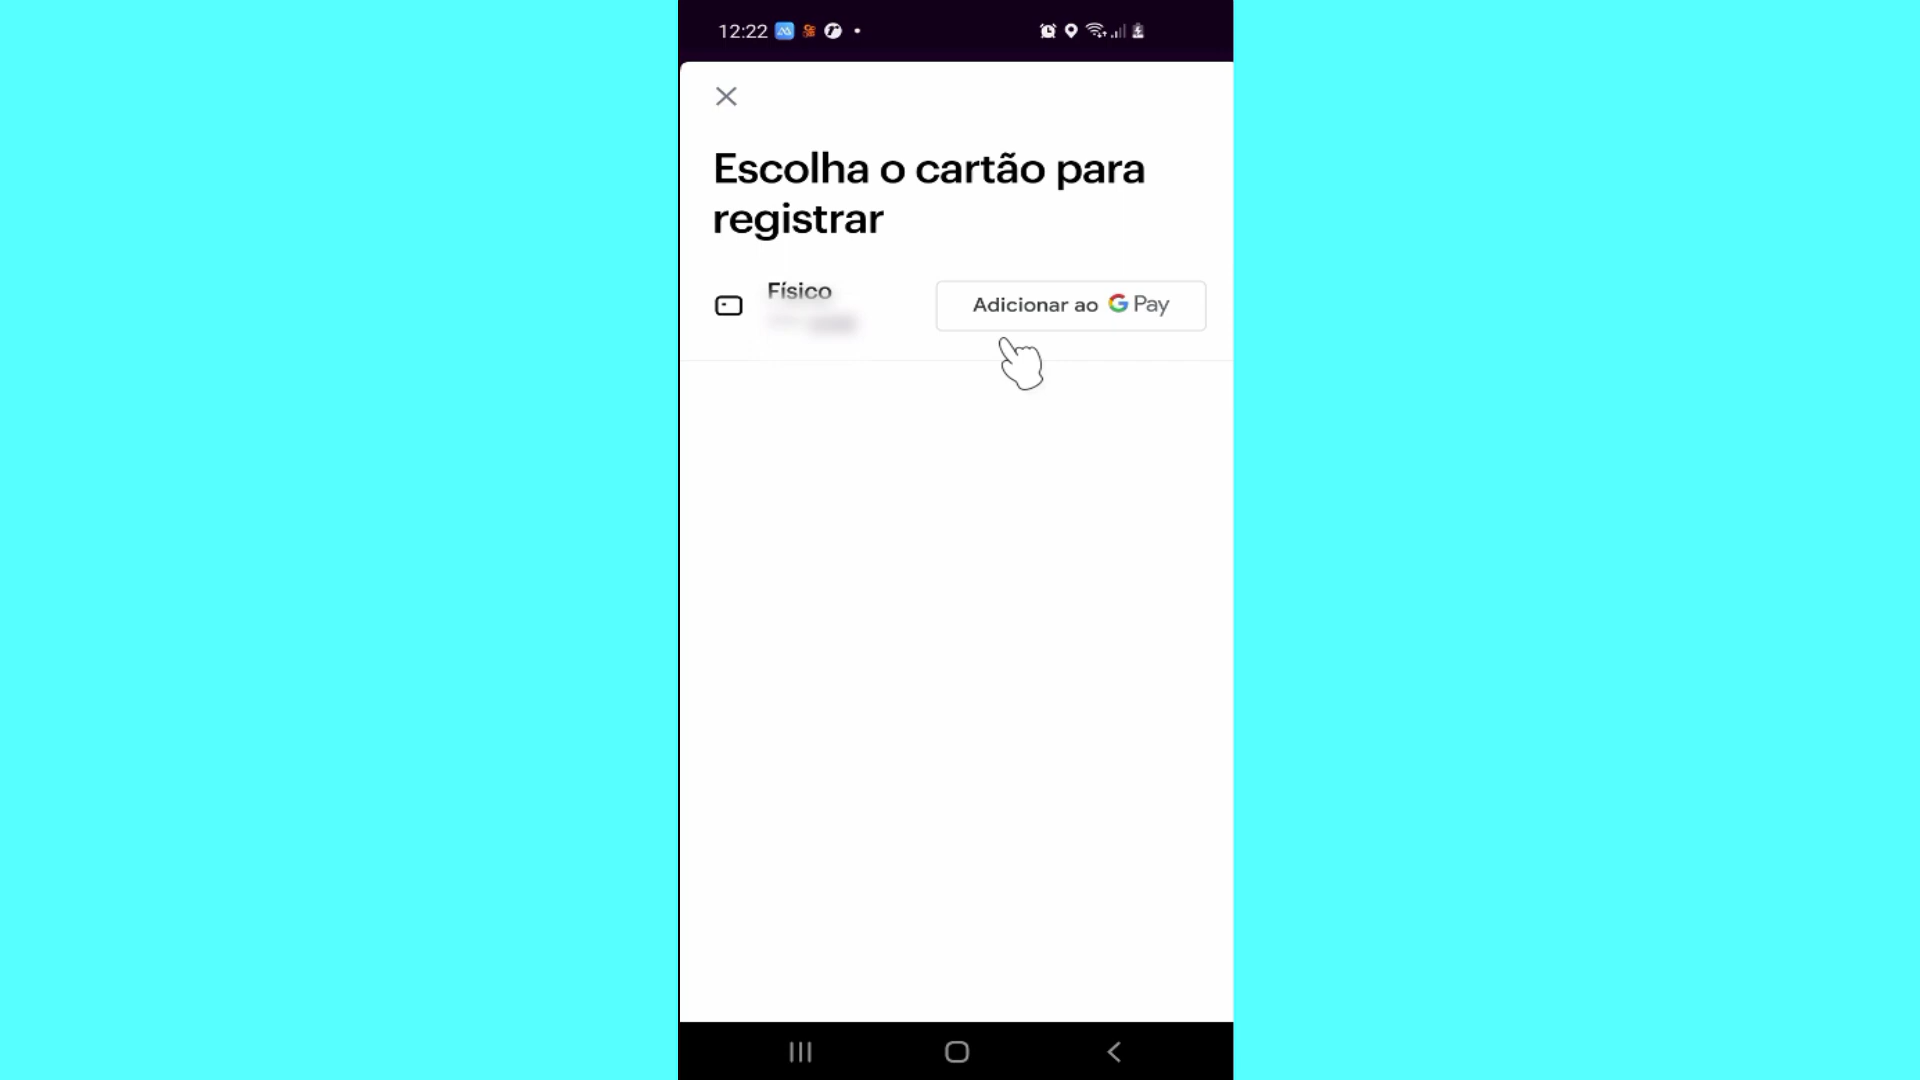 12:22
Escolha o cartão para
registrar
Físico
Adicionar ao G Pay